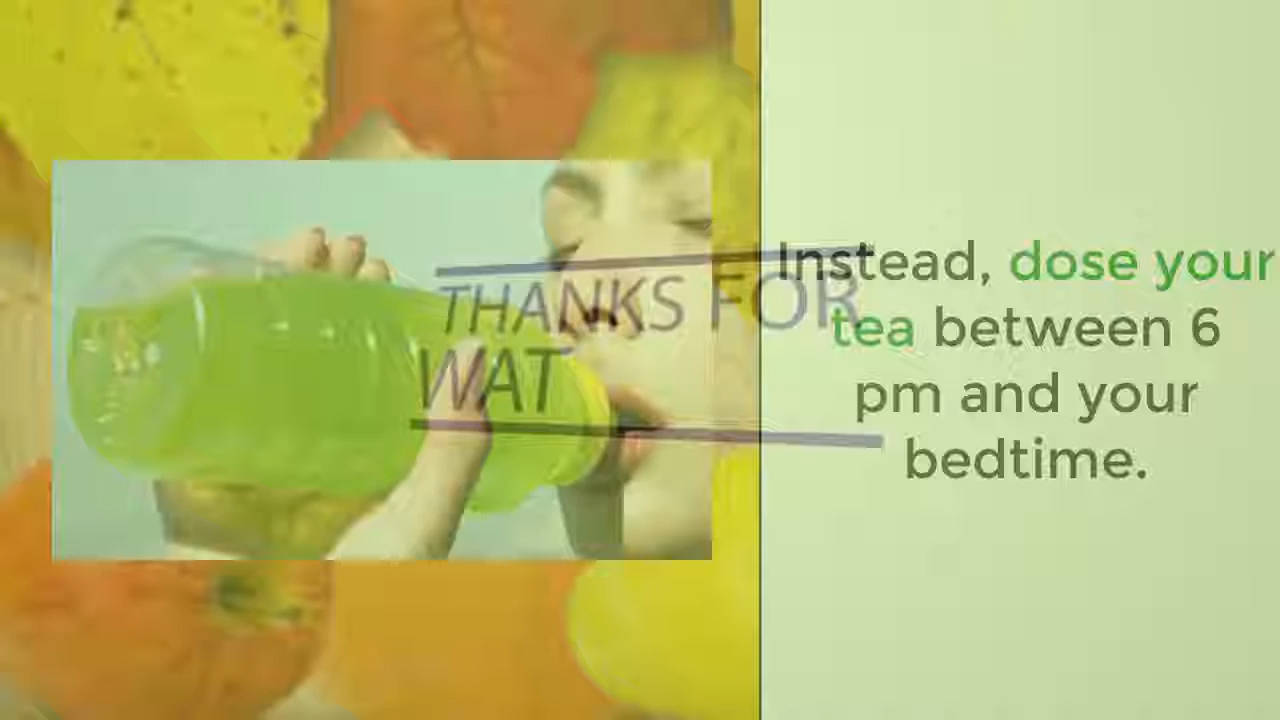 THANKS FOR
WAT
Instead, dose your
tea between 6
pm and your
bedtime.